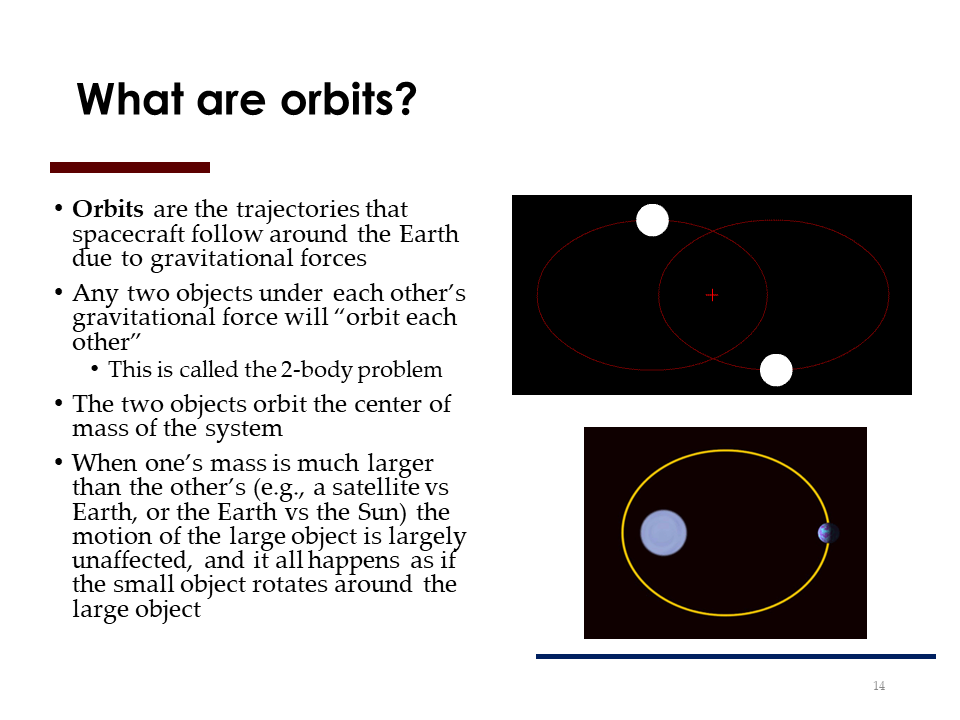 What are orbits?
• Orbits are the trajectories that
spacecraft follow around the Earth
due to gravitational forces
• Any two objects under each other’s
gravitational force will “orbit each
other”
• This is called the 2-body problem
• The two objects orbit the center of
mass of the system
• When one’s mass is much larger
than the other’s (e.g., a satellite vs
Earth, or the Earth vs the Sun) the
motion of the large object is largely
unaffected, and it all happens as if
the small object rotates around the
large object
14